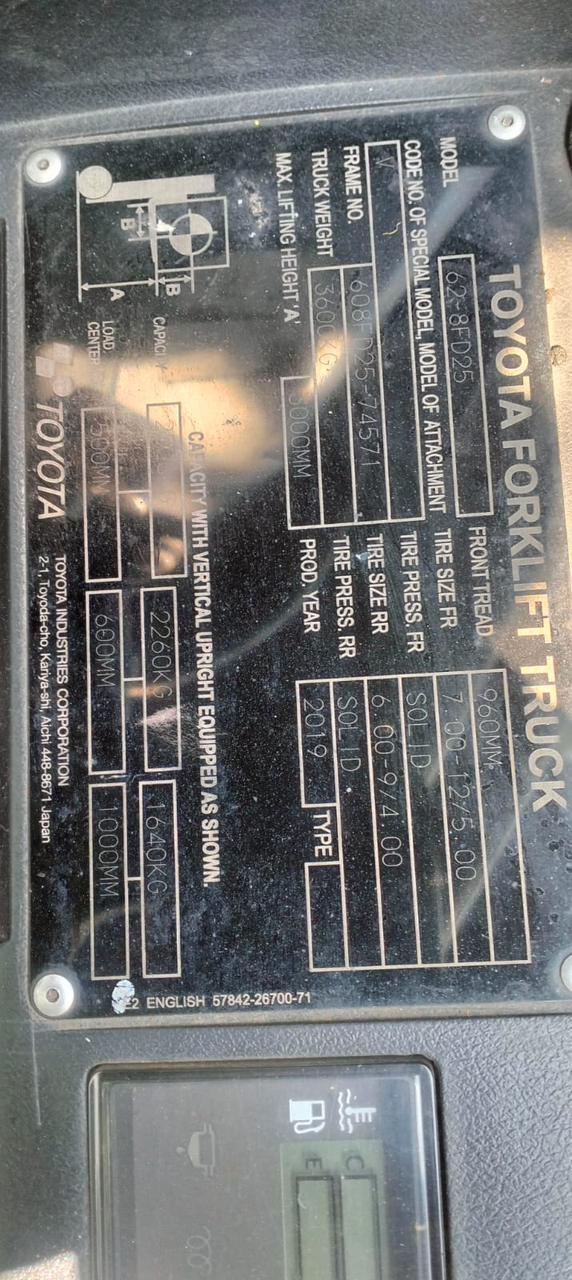 TOYOTA FORKLIFT TRUCK
MODEL 62-8FD25
CODE NO. OF SPECIAL MODEL, MODEL OF ATTACHMENT
V
FRAME NO. 608FD25-74571
TRUCK WEIGHT 3600KG
MAX. LIFTING HEIGHT 'A' 3000MM
FRONT TREAD 960MM
TIRE SIZE FR 7.00-12/5.00
TIRE PRESS, FR SOLID
TIRE SIZE RR 6.00-9/4.00
TIRE PRESS, RR SOLID
PROD. YEAR 2019 TYPE
CAPACITY WITH VERTICAL UPRIGHT EQUIPPED AS SHOWN.
B
B
A
CAPACITY 2260KG 1640KG
LOAD CENTER 500MM 600MM 1000MM
TOYOTA
TOYOTA INDUSTRIES CORPORATION
2-1, Toyoda-cho, Kariya-shi, Aichi 448-8671 Japan
ENGLISH 57842-26700-71
C
E